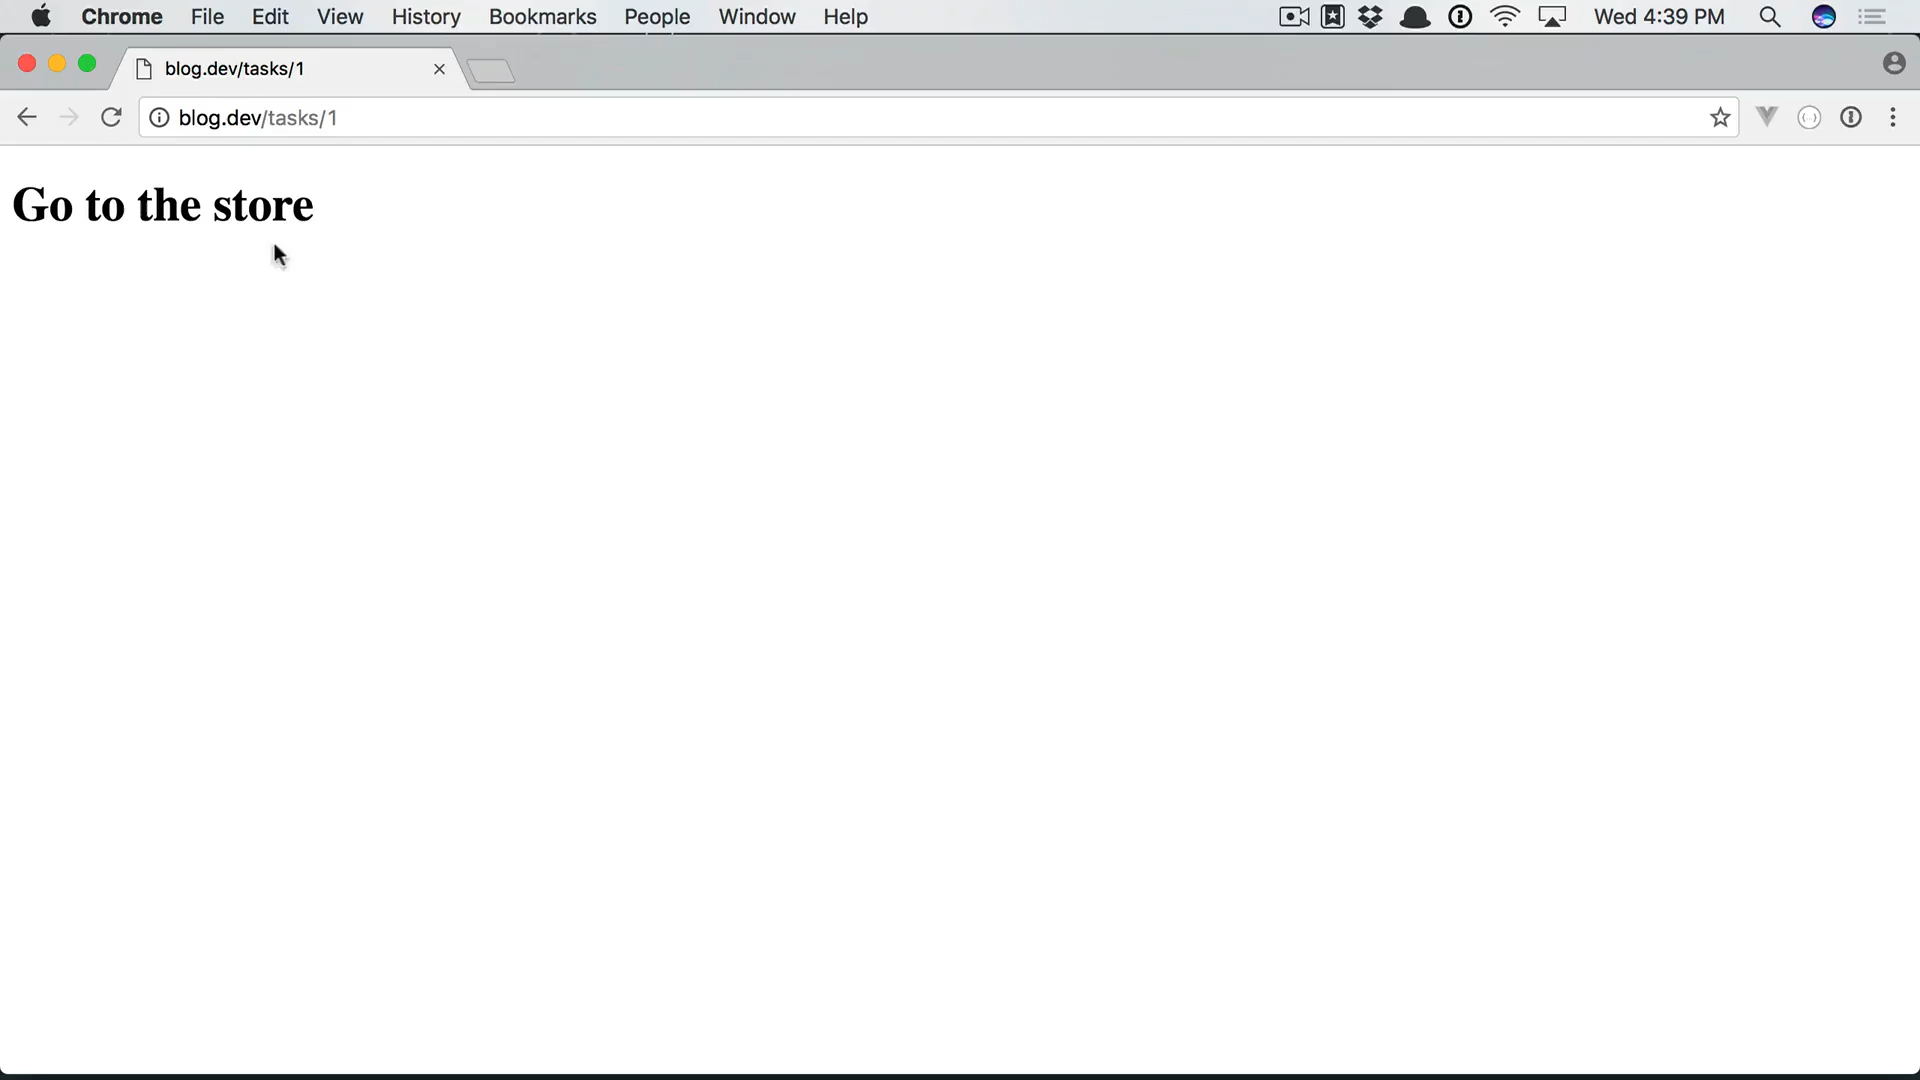 Chrome File Edit View History Bookmarks People Window Help Wed 4:39 PM
blog.dev/tasks/1
blog.dev/tasks/1
Go to the store